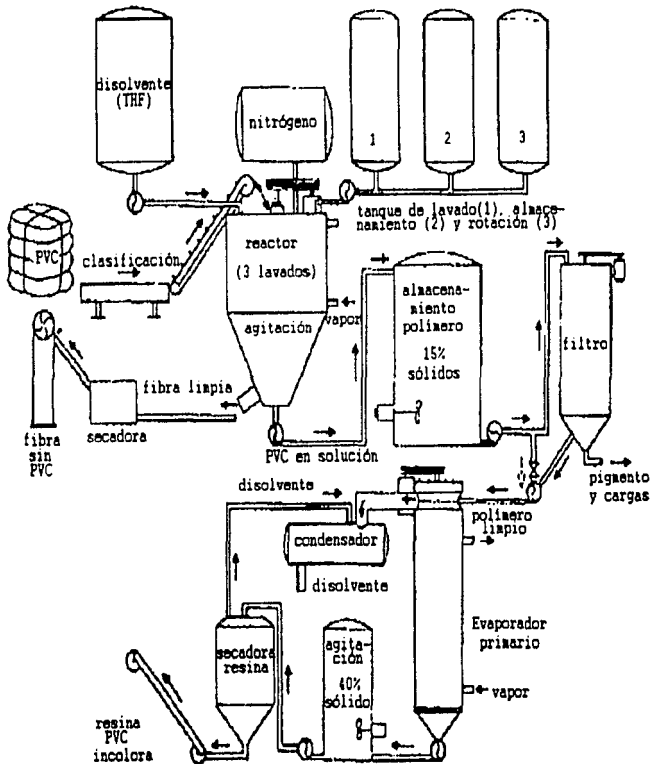 disolvente
(THF)
nitrógeno
1
2
3
tanque de lavado(1), almace-
namiento (2) y rotación (3)
PVC
clasificación
reactor
(3 lavados)
agitación
vapor
almacena-
miento
polímero
15%
sólidos
filtro
fibra limpia
secadora
fibra
sin
PVC
PVC en solución
pigmento
y cargas
disolvente
polímero
limpio
condensador
disolvente
Evaporador
primario
secadora
resina
agita-
ción
40%
sólido
vapor
resina
PVC
incolora